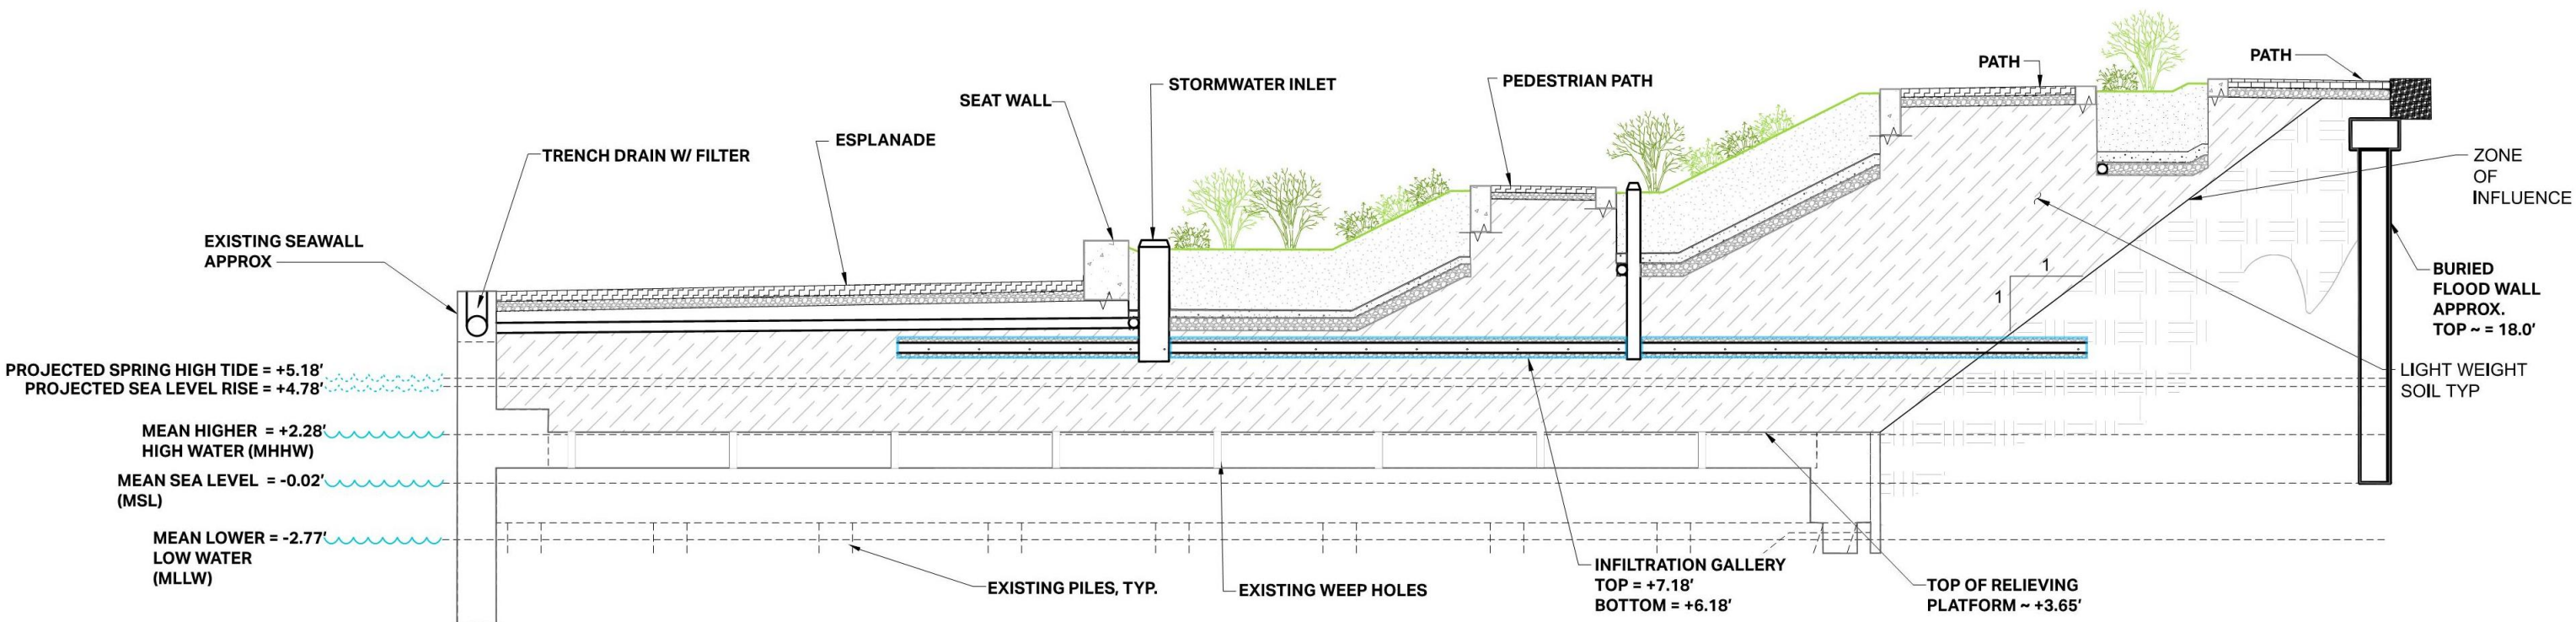 PATH
PATH
STORMWATER INLET
PEDESTRIAN PATH
SEAT WALL
ESPLANADE
TRENCH DRAIN W/ FILTER
ZONE
OF
INFLUENCE
EXISTING SEAWALL
APPROX
1
1
BURIED
FLOOD WALL
APPROX.
TOP ~ = 18.0'
PROJECTED SPRING HIGH TIDE = +5.18'
PROJECTED SEA LEVEL RISE = +4.78'
LIGHT WEIGHT
SOIL TYP
MEAN HIGHER = +2.28'
HIGH WATER (MHHW)
MEAN SEA LEVEL = -0.02'
(MSL)
MEAN LOWER = -2.77'
LOW WATER
(MLLW)
EXISTING PILES, TYP.
EXISTING WEEP HOLES
INFILTRATION GALLERY
TOP = +7.18'
BOTTOM = +6.18'
TOP OF RELIEVING
PLATFORM ~ +3.65'